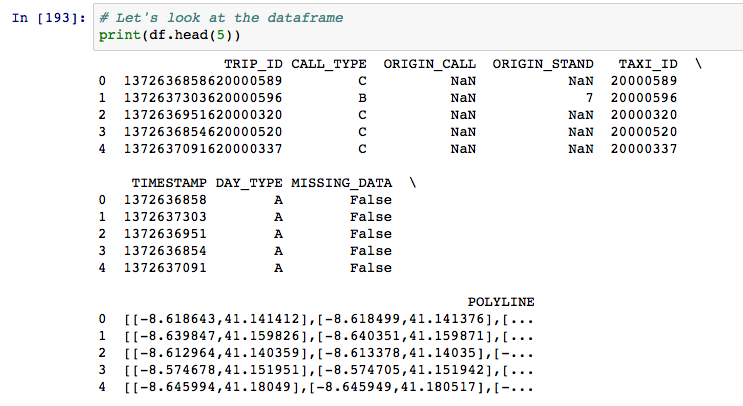 In [193]: # Let's look at the dataframe
print(df.head(5))
TRIP_ID CALL_TYPE ORIGIN_CALL ORIGIN_STAND TAXI_ID \
0 1372636858620000589 C NaN NaN 20000589
1 1372637303620000596 B NaN 7 20000596
2 1372636951620000320 C NaN NaN 20000320
3 1372636854620000520 C NaN NaN 20000520
4 1372637091620000337 C NaN NaN 20000337
TIMESTAMP DAY_TYPE MISSING_DATA \
0 1372636858 A False
1 1372637303 A False
2 1372636951 A False
3 1372636854 A False
4 1372637091 A False
POLYLINE
0 [[-8.618643,41.141412],[-8.618499,41.141376],[...
1 [[-8.639847,41.159826],[-8.640351,41.159871],[...
2 [[-8.612964,41.140359],[-8.613378,41.14035],[-...
3 [[-8.574678,41.151951],[-8.574705,41.151942],[...
4 [[-8.645994,41.18049],[-8.645949,41.180517],[-...